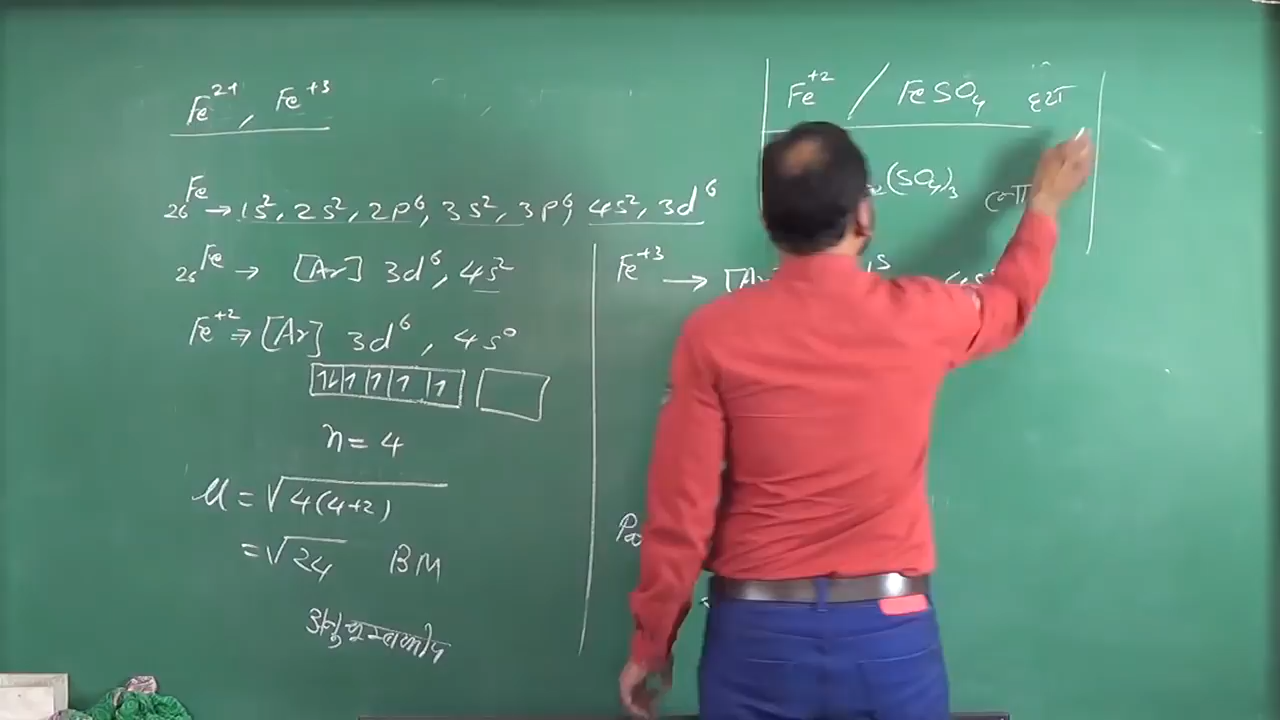 Fe²⁺, Fe⁺³
₂₆Fe → 1s², 2s², 2p⁶, 3s², 3p⁶, 4s², 3d⁶
₂₆Fe → [Ar] 3d⁶, 4s²
Fe⁺² ⇒ [Ar] 3d⁶, 4s⁰
⥮ ↿ ↿ ↿ ↿
n = 4
μ = √4(4+2)
= √24 BM
अनुचुम्बकीय
Fe⁺² / FeSO₄ हरा
(SO₄)₃
Fe⁺³ →